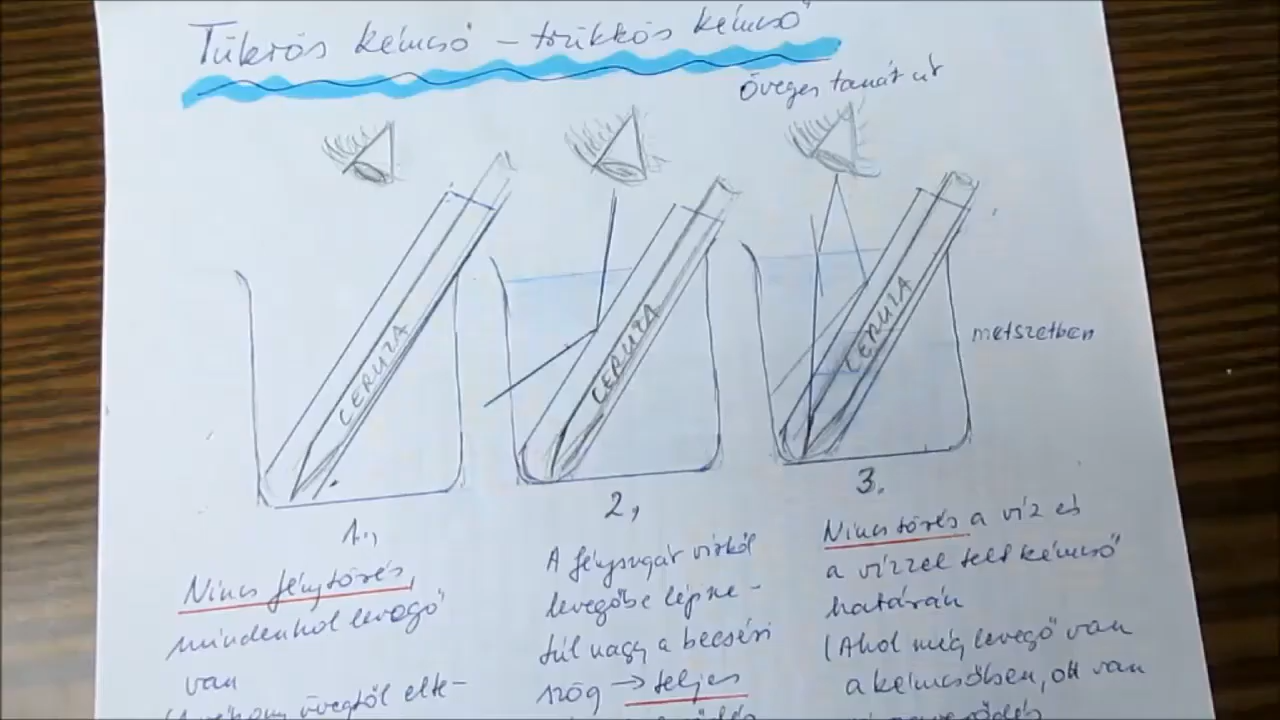 Tükrös kémcső – trükkös kémcső
Öveges tanár úr
CERUZA
CERUZA
CERUZA
metszetben
1.,
2,
3.
Nincs fénytörés,
mindenhol levegő
van
A fénysugár vízből
levegőbe lépne –
túl nagy a beesési
szög → teljes
Nincs törés a víz és
a vízzel telt kémcső
határán
(Ahol még levegő van
a kémcsőben, ott van